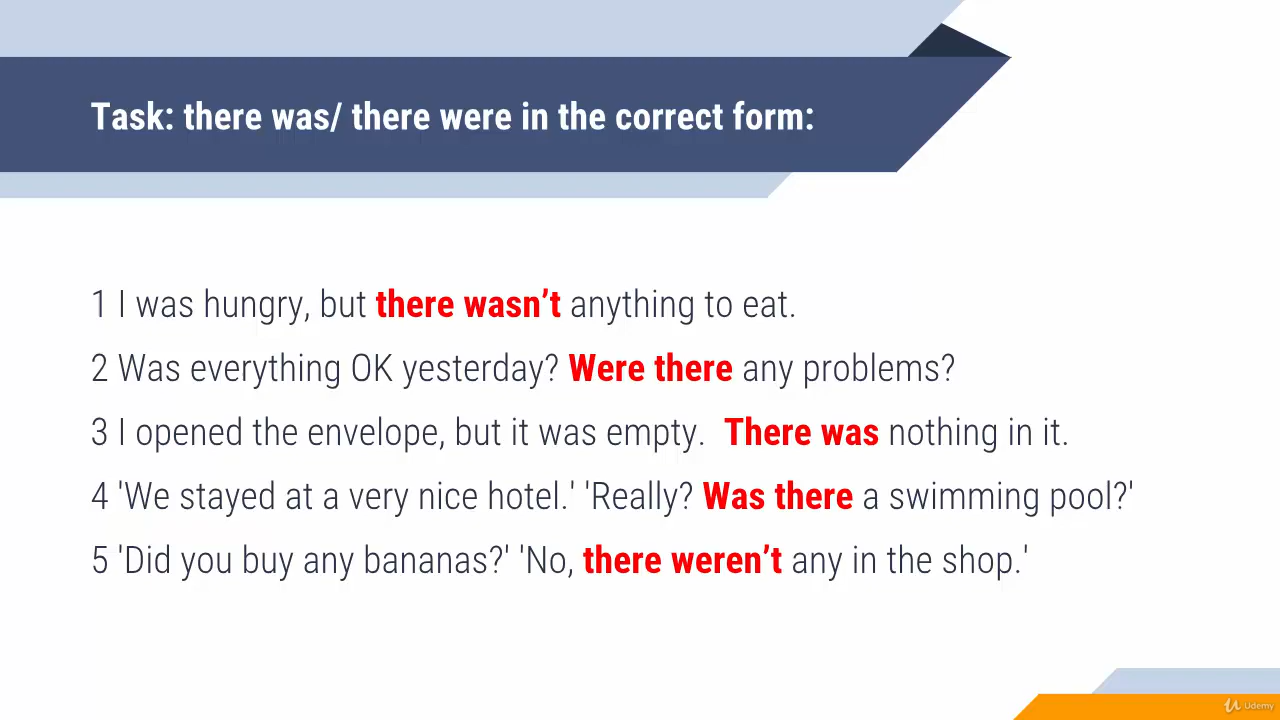 Task: there was/ there were in the correct form:
1 I was hungry, but there wasn’t anything to eat.
2 Was everything OK yesterday? Were there any problems?
3 I opened the envelope, but it was empty.  There was nothing in it.
4 'We stayed at a very nice hotel.' 'Really? Was there a swimming pool?'
5 'Did you buy any bananas?' 'No, there weren’t any in the shop.'
Udemy